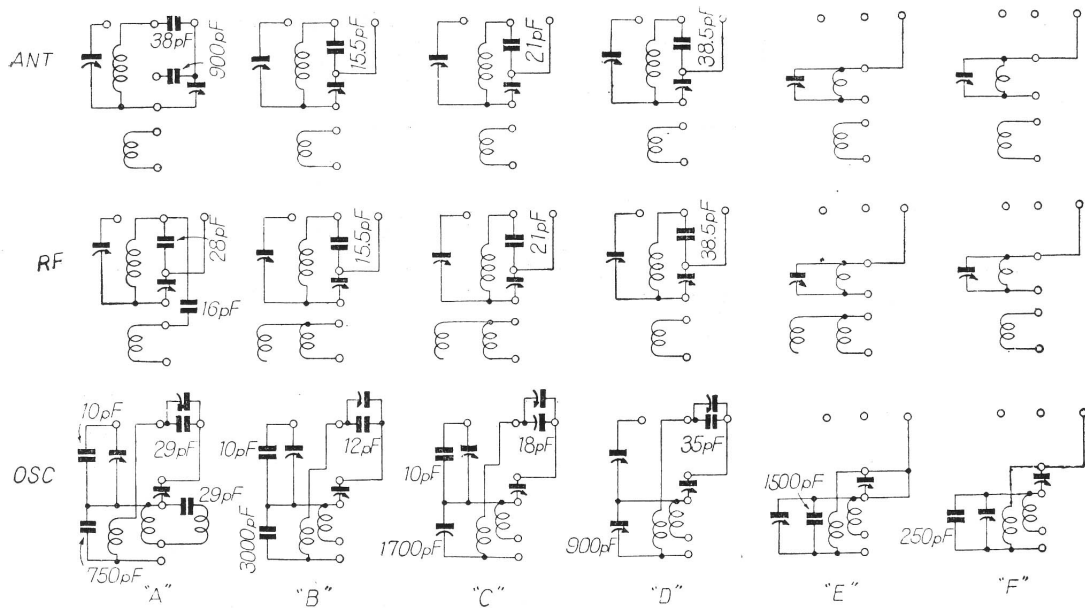 ANT
38pF
900pF
15.5pF
21pF
38.5pF
RF
28pF
16pF
15.5pF
21pF
38.5pF
OSC
10pF
29pF
29pF
750pF
10pF
12pF
3000pF
10pF
18pF
1700pF
35pF
900pF
1500pF
250pF
"A"
"B"
"C"
"D"
"E"
"F"